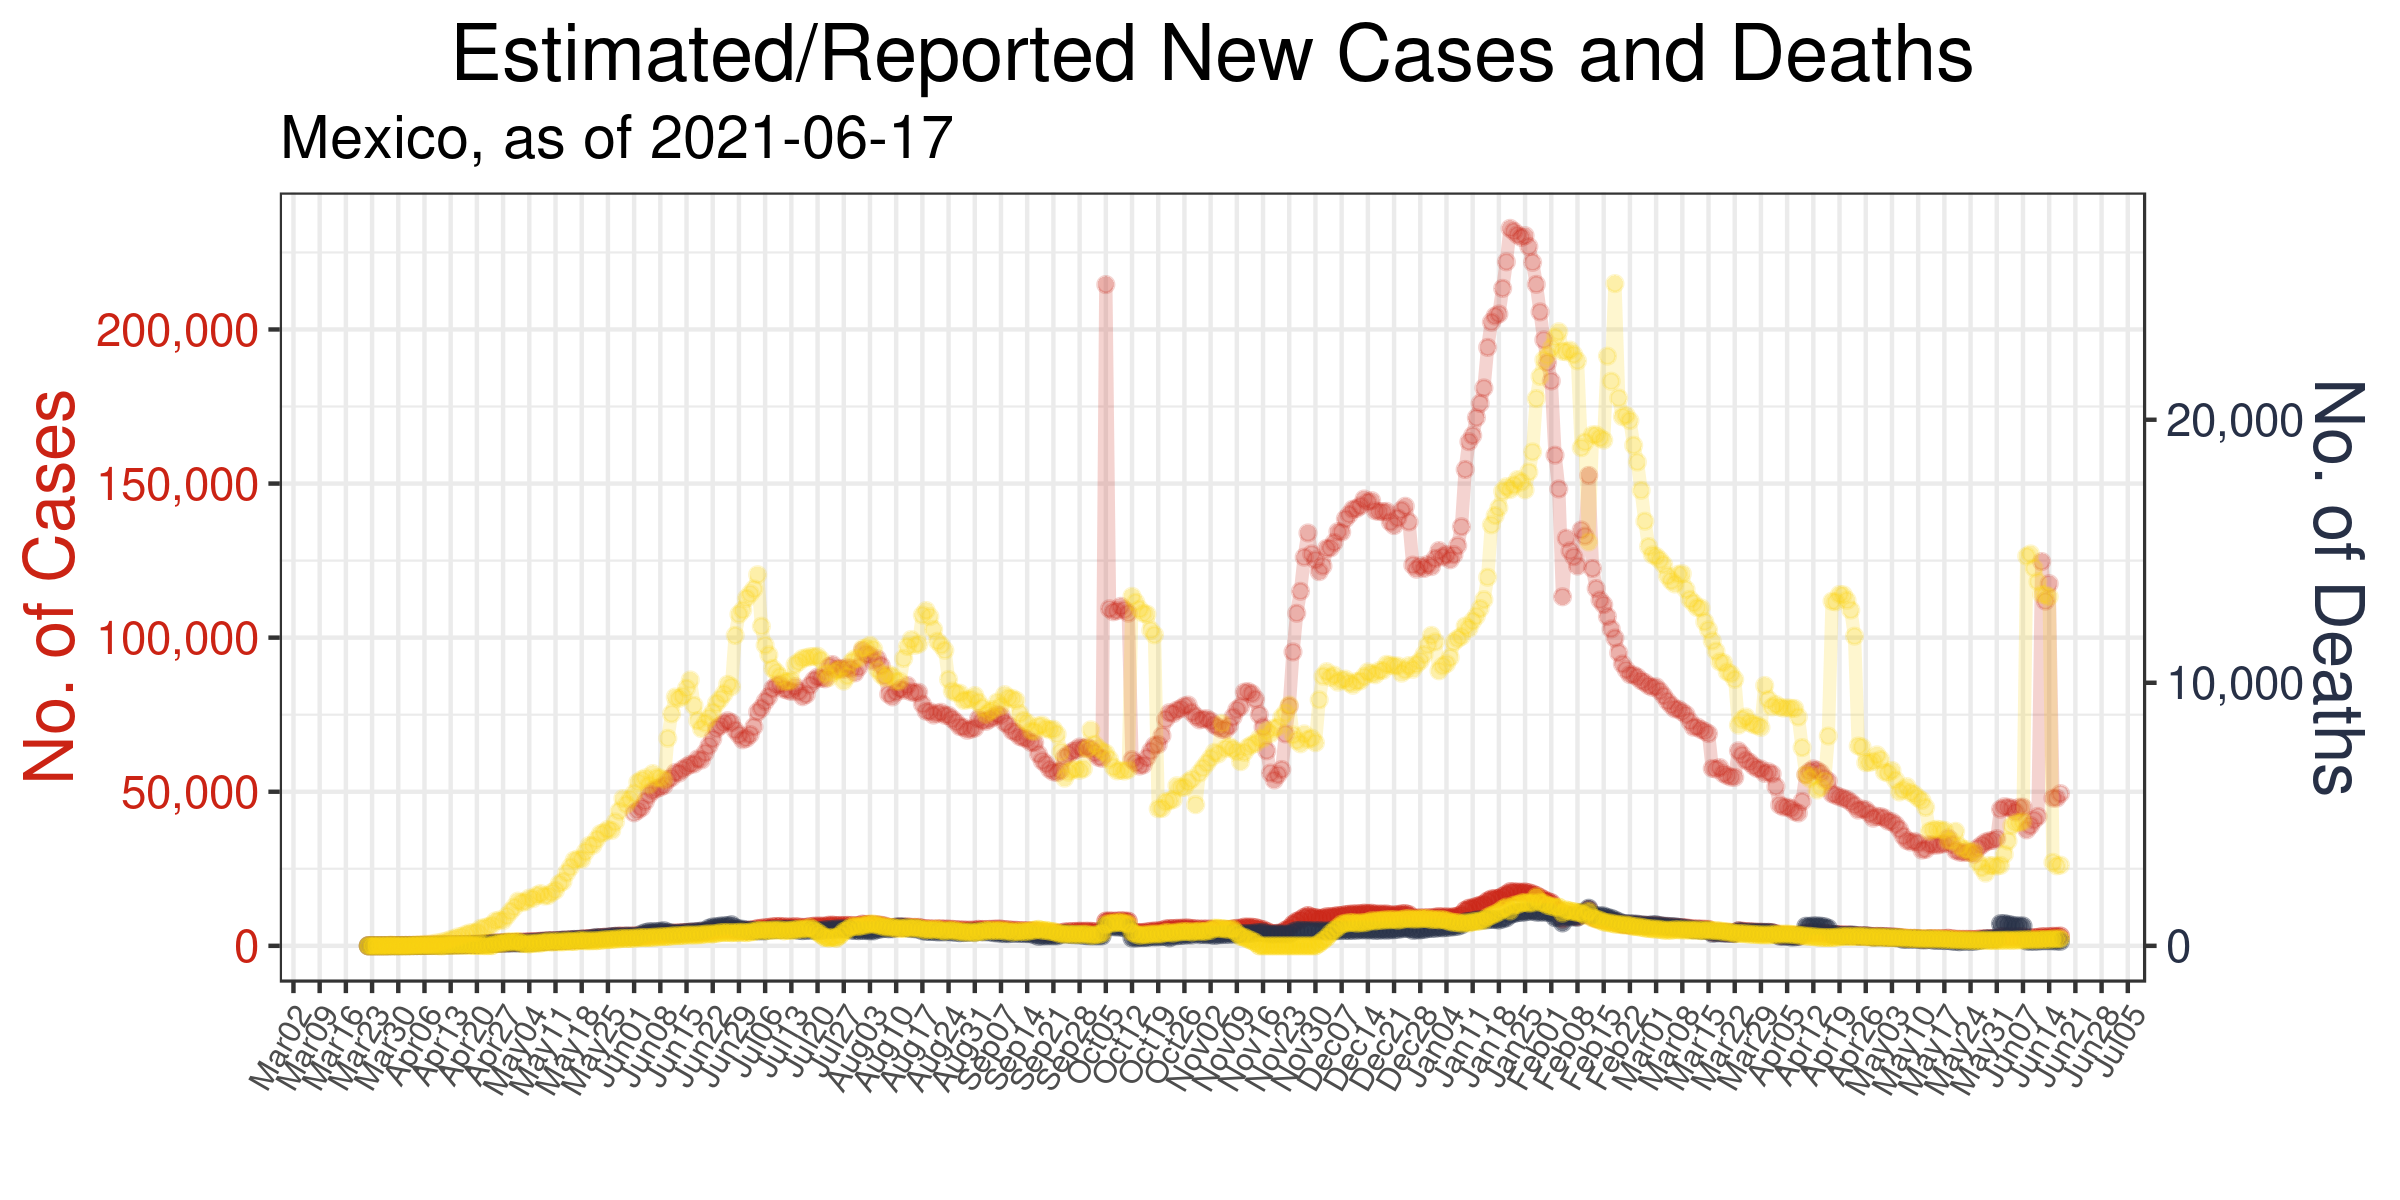 Estimated/Reported New Cases and Deaths
Mexico, as of 2021-06-17
No. of Cases
200,000
150,000
100,000
50,000
0
20,000
10,000
0
No. of Deaths
Mar02
Mar09
Mar16
Mar23
Mar30
Apr06
Apr13
Apr20
Apr27
May04
May11
May18
May25
Jun01
Jun08
Jun15
Jun22
Jun29
Jul06
Jul13
Jul20
Jul27
Aug03
Aug10
Aug17
Aug24
Aug31
Sep07
Sep14
Sep21
Sep28
Oct05
Oct12
Oct19
Oct26
Nov02
Nov09
Nov16
Nov23
Nov30
Dec07
Dec14
Dec21
Dec28
Jan04
Jan11
Jan18
Jan25
Feb01
Feb08
Feb15
Feb22
Mar01
Mar08
Mar15
Mar22
Mar29
Apr05
Apr12
Apr19
Apr26
May03
May10
May17
May24
May31
Jun07
Jun14
Jun21
Jun28
Jul05